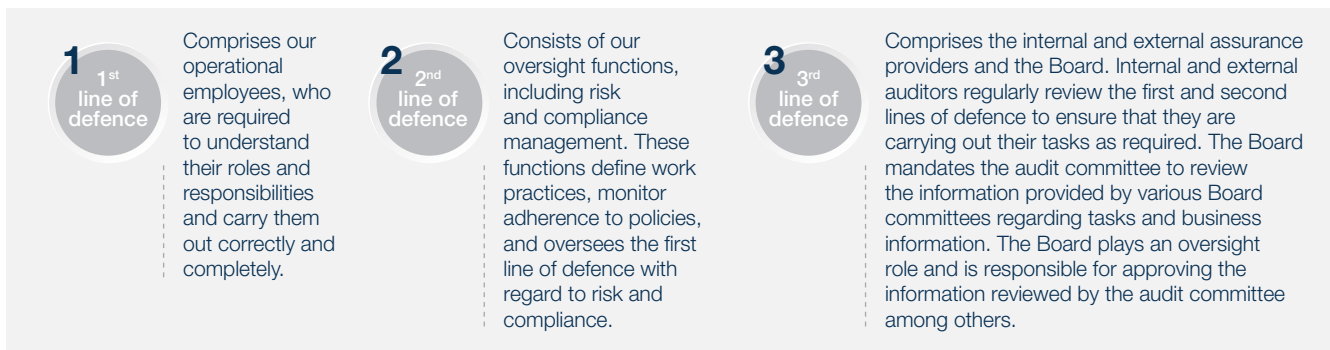 1
1st
line of
defence
Comprises our
operational
employees, who
are required
to understand
their roles and
responsibilities
and carry them
out correctly and
completely.
2
2nd
line of
defence
Consists of our
oversight functions,
including risk
and compliance
management. These
functions define work
practices, monitor
adherence to policies,
and oversees the first
line of defence with
regard to risk and
compliance.
3
3rd
line of
defence
Comprises the internal and external assurance
providers and the Board. Internal and external
auditors regularly review the first and second
lines of defence to ensure that they are
carrying out their tasks as required. The Board
mandates the audit committee to review
the information provided by various Board
committees regarding tasks and business
information. The Board plays an oversight
role and is responsible for approving the
information reviewed by the audit committee
among others.